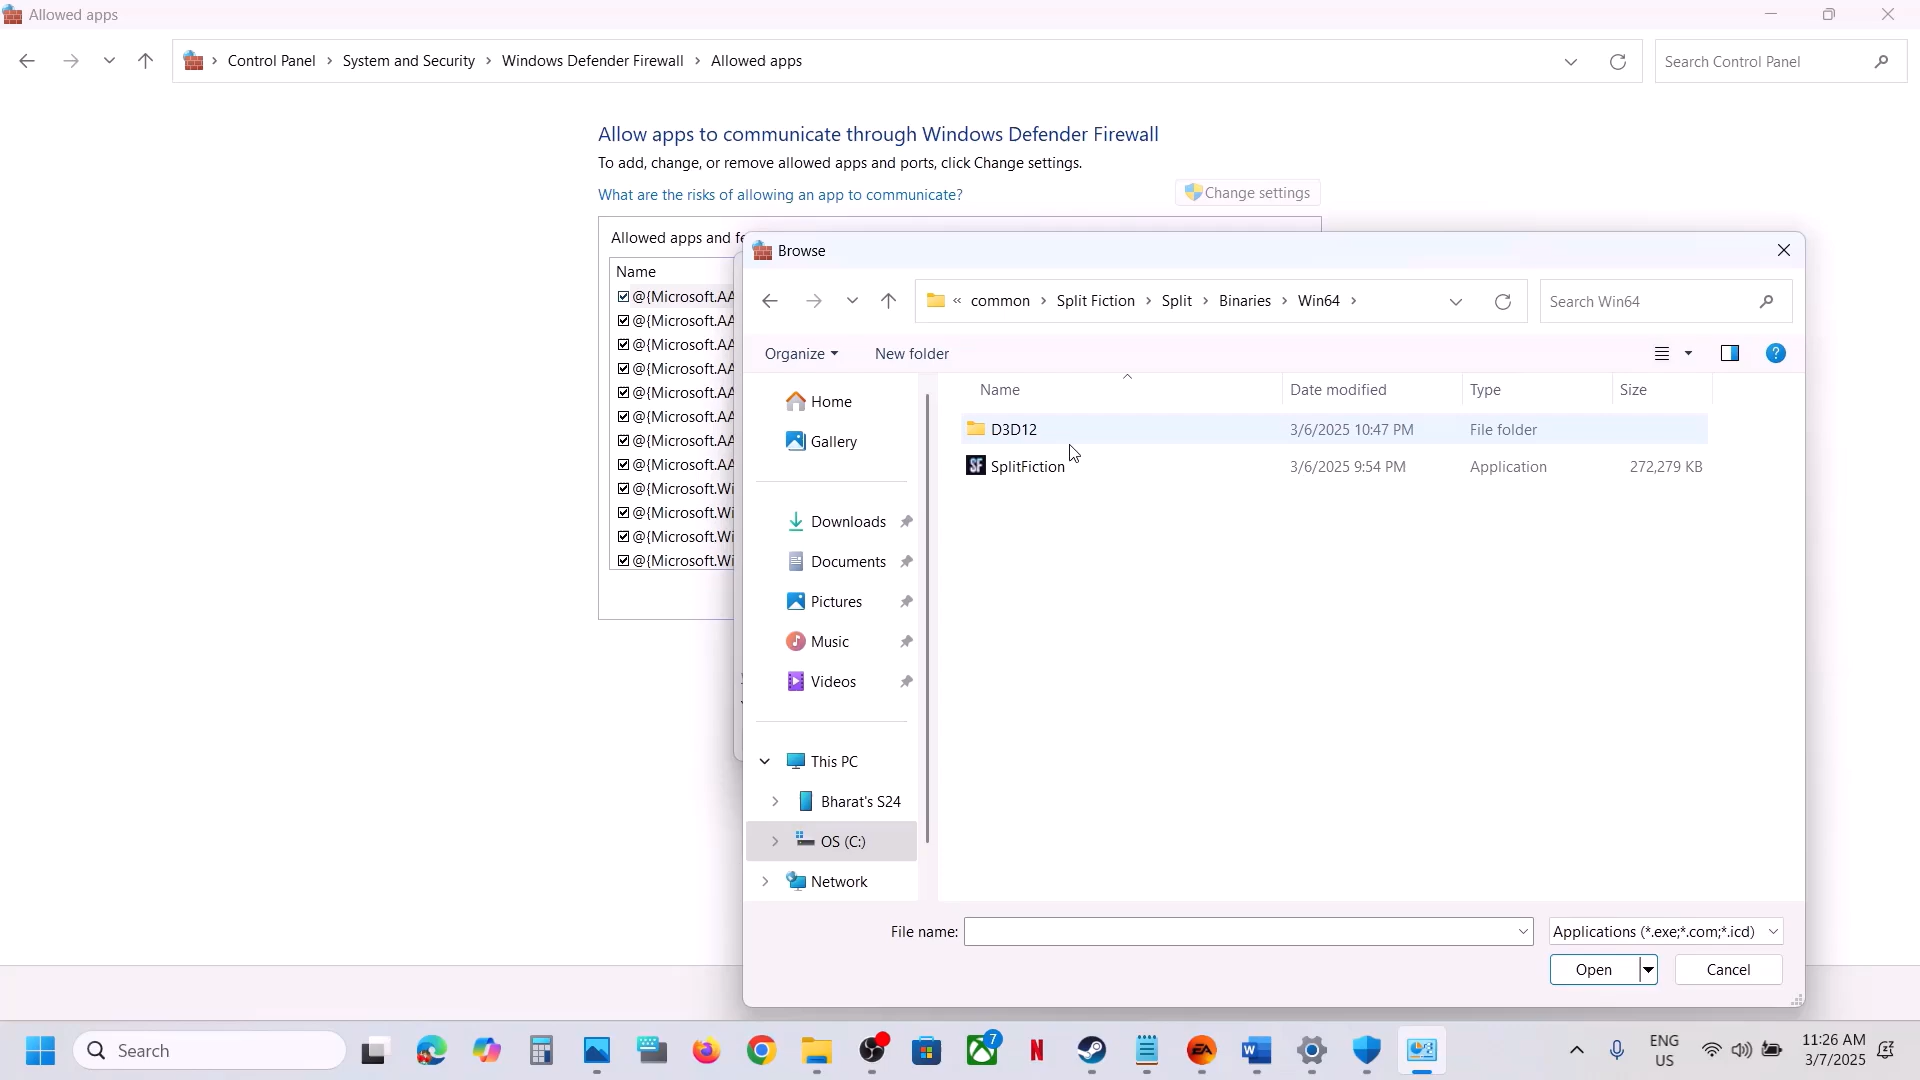 Allowed apps
Control Panel > System and Security > Windows Defender Firewall > Allowed apps
Search Control Panel
Allow apps to communicate through Windows Defender Firewall
To add, change, or remove allowed apps and ports, click Change settings.
What are the risks of allowing an app to communicate?
Change settings
Allowed apps and fe
Name
@{Microsoft.AA
@{Microsoft.AA
@{Microsoft.AA
@{Microsoft.AA
@{Microsoft.AA
@{Microsoft.AA
@{Microsoft.AA
@{Microsoft.AA
@{Microsoft.Wi
@{Microsoft.Wi
@{Microsoft.Wi
@{Microsoft.Wi
Browse
« common > Split Fiction > Split > Binaries > Win64 >
Search Win64
Organize
New folder
Home
Gallery
Downloads
Documents
Pictures
Music
Videos
This PC
Bharat's S24
OS (C:)
Network
Name Date modified Type Size
D3D12 3/6/2025 10:47 PM File folder
SF SplitFiction 3/6/2025 9:54 PM Application 272,279 KB
File name:
Applications (*.exe;*.com;*.icd)
Open
Cancel
Search
7
N
EA
W
ENG
US
11:26 AM
3/7/2025